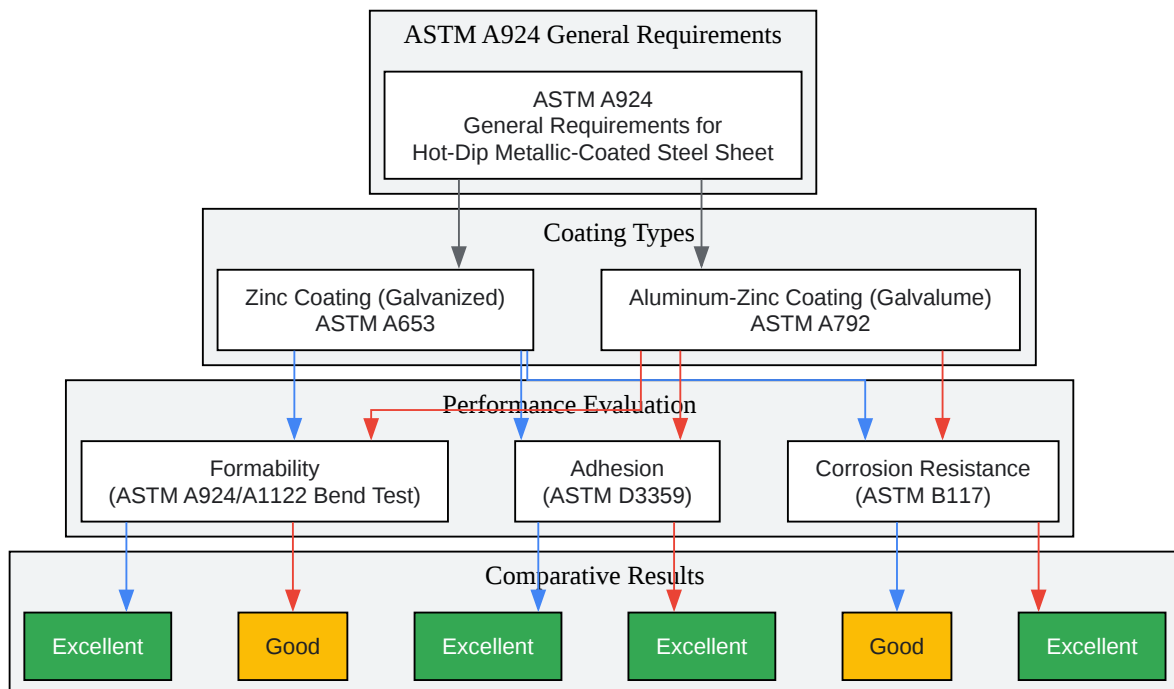 ASTM A924 General Requirements
ASTM A924
General Requirements for
Hot-Dip Metallic-Coated Steel Sheet
Coating Types
Zinc Coating (Galvanized)
ASTM A653
Aluminum-Zinc Coating (Galvalume)
ASTM A792
Performance Evaluation
Formability
(ASTM A924/A1122 Bend Test)
Adhesion
(ASTM D3359)
Corrosion Resistance
(ASTM B117)
Comparative Results
Excellent
Good
Excellent
Excellent
Good
Excellent